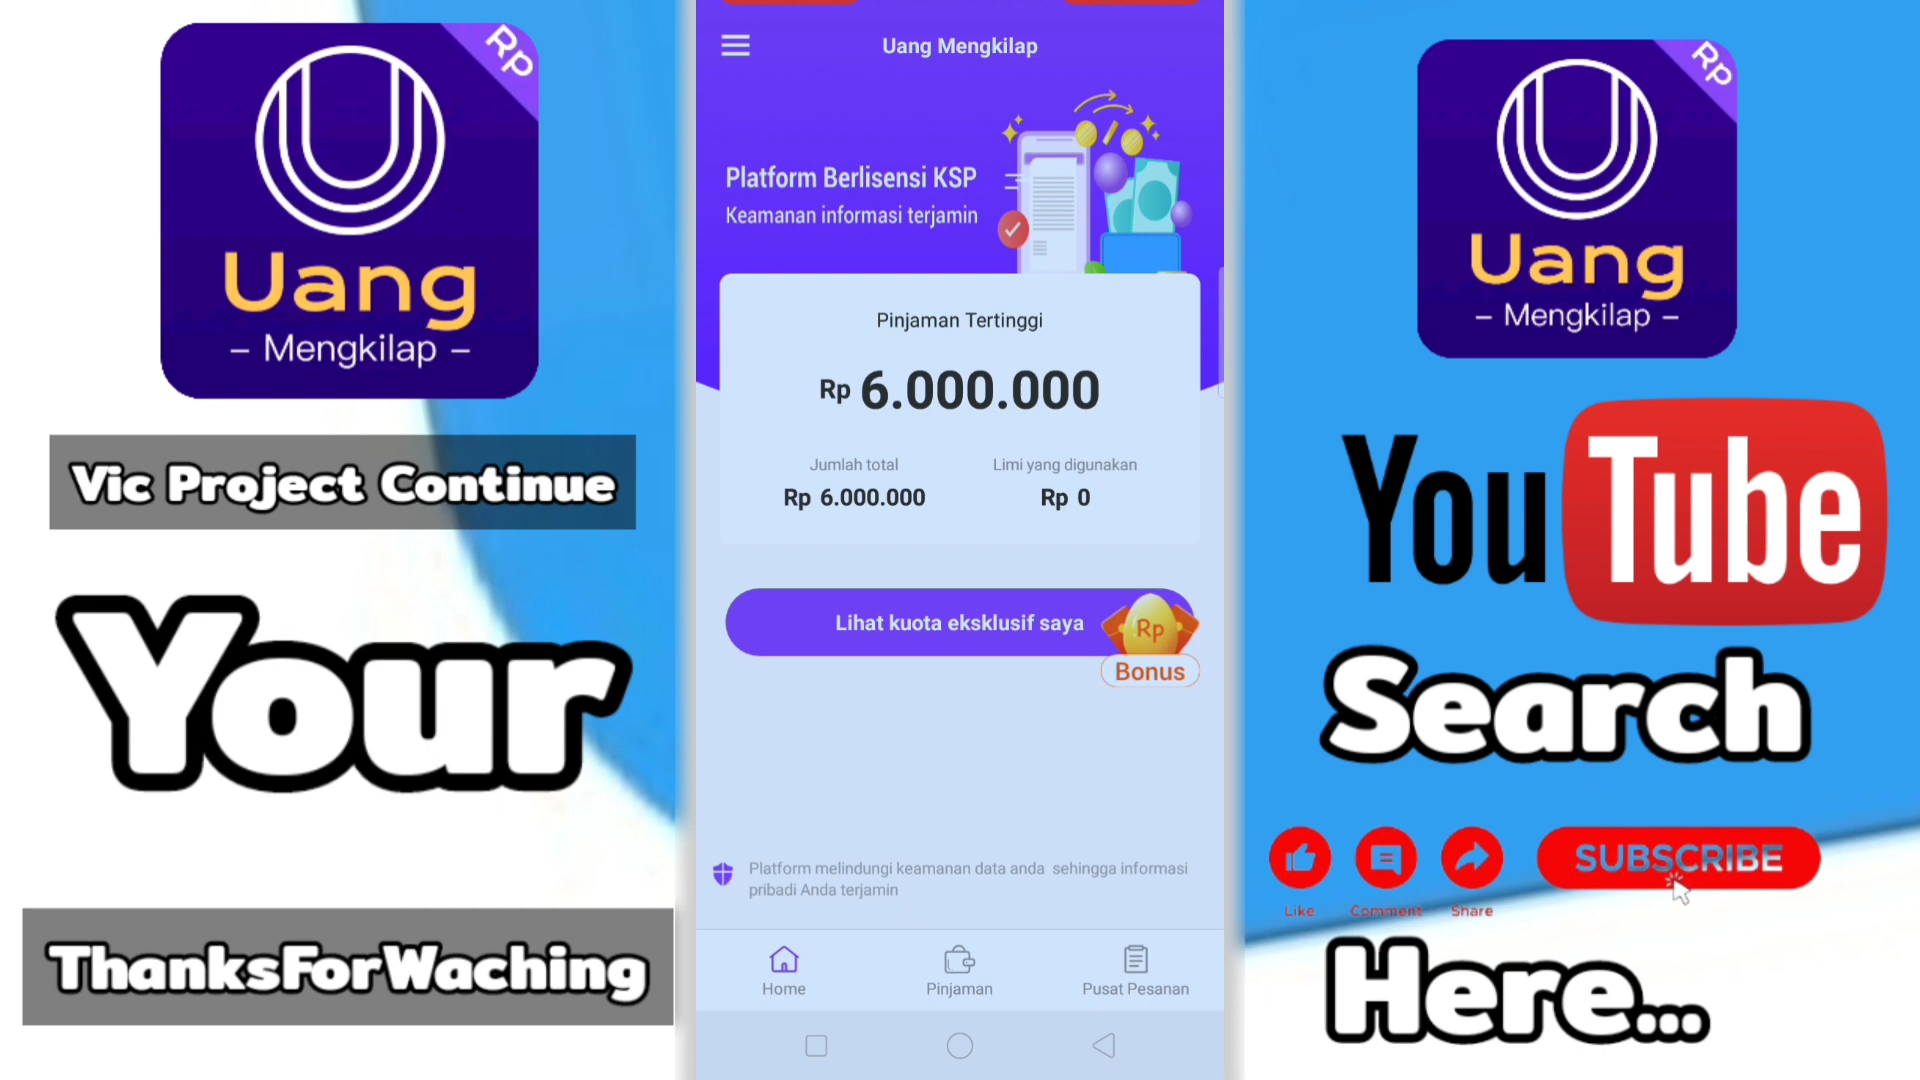 Rp
Uang
– Mengkilap –
Vic Project Continue
Your
ThanksForWaching
Uang Mengkilap
Platform Berlisensi KSP
Keamanan informasi terjamin
Pinjaman Tertinggi
Rp 6.000.000
Jumlah total
Limi yang digunakan
Rp 6.000.000
Rp 0
Lihat kuota eksklusif saya
Rp
Bonus
Platform melindungi keamanan data anda sehingga informasi
pribadi Anda terjamin
Home
Pinjaman
Pusat Pesanan
Rp
Uang
– Mengkilap –
YouTube
Search
SUBSCRIBE
Like
Comment
Share
Here...